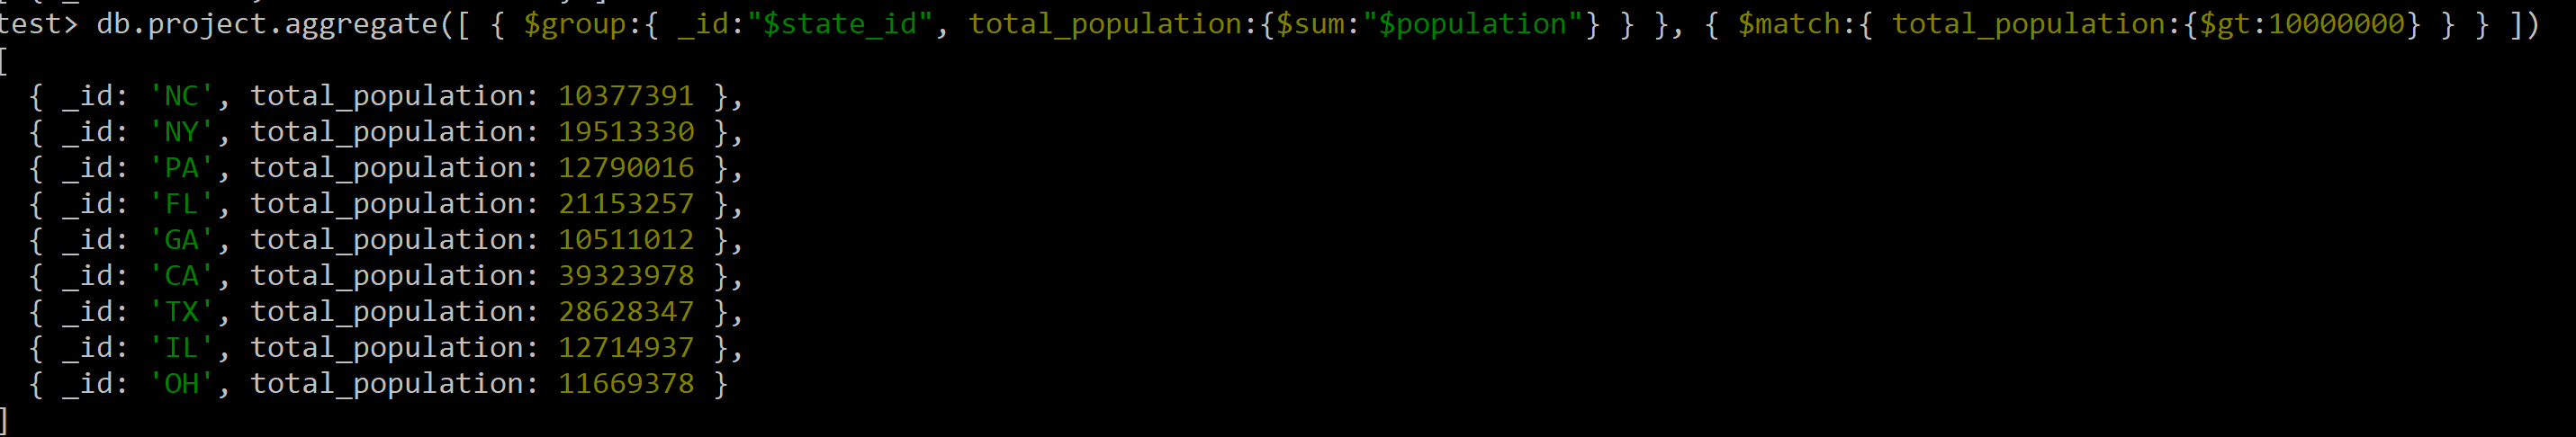 test> db.project.aggregate([ { $group:{ _id:"$state_id", total_population:{$sum:"$population"} } }, { $match:{ total_population:{$gt:10000000} } } ])
[
  { _id: 'NC', total_population: 10377391 },
  { _id: 'NY', total_population: 19513330 },
  { _id: 'PA', total_population: 12790016 },
  { _id: 'FL', total_population: 21153257 },
  { _id: 'GA', total_population: 10511012 },
  { _id: 'CA', total_population: 39323978 },
  { _id: 'TX', total_population: 28628347 },
  { _id: 'IL', total_population: 12714937 },
  { _id: 'OH', total_population: 11669378 }
]